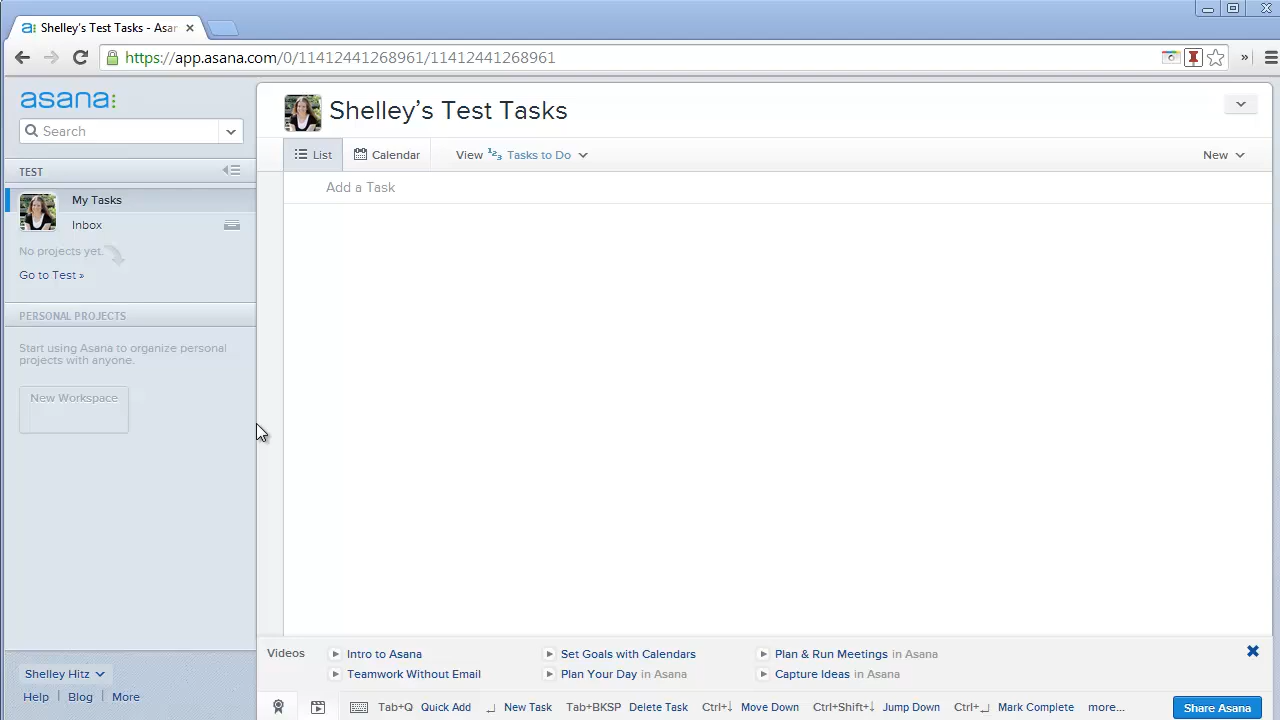 Shelley's Test Tasks - Asar
https://app.asana.com/0/11412441268961/11412441268961
asana:
Search
TEST
My Tasks
Inbox
No projects yet.
Go to Test »
PERSONAL PROJECTS
Start using Asana to organize personal
projects with anyone.
New Workspace
Shelley Hitz
Help | Blog | More
Shelley's Test Tasks
List Calendar View Tasks to Do New
Add a Task
Videos Intro to Asana Set Goals with Calendars Plan & Run Meetings in Asana
Teamwork Without Email Plan Your Day in Asana Capture Ideas in Asana
Tab+Q Quick Add New Task Tab+BKSP Delete Task Ctrl+↓ Move Down Ctrl+Shift+↓ Jump Down Ctrl+↵ Mark Complete more... Share Asana